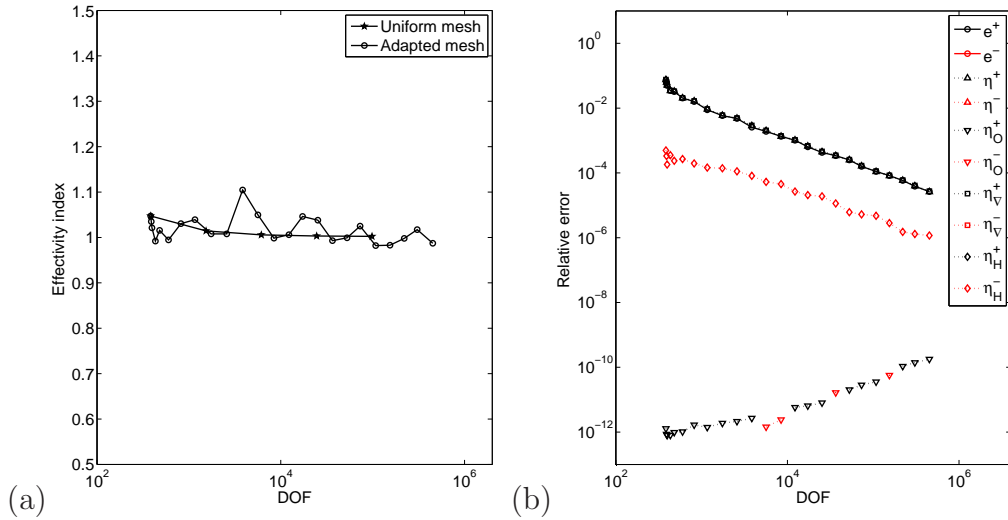 1.5
1.4
1.3
1.2
1.1
1
0.9
0.8
0.7
0.6
0.5
10^2
10^4
10^6
DOF
Effectivity index
Uniform mesh
Adapted mesh
(a)
10^0
10^-2
10^-4
10^-6
10^-8
10^-10
10^-12
10^2
10^4
10^6
DOF
Relative error
e^+
e^-
η^+
η^-
η_O^+
η_O^-
η_∇^+
η_∇^-
η_H^+
η_H^-
(b)